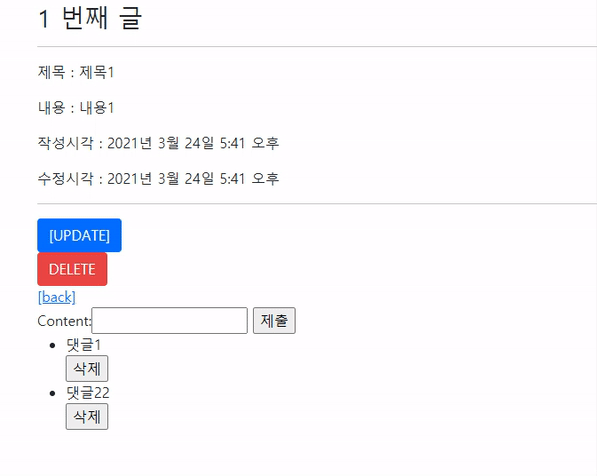 1 번째 글
제목 : 제목1
내용 : 내용1
작성시각 : 2021년 3월 24일 5:41 오후
수정시각 : 2021년 3월 24일 5:41 오후
[UPDATE]
DELETE
[back]
Content: 제출
댓글1
삭제
댓글22
삭제